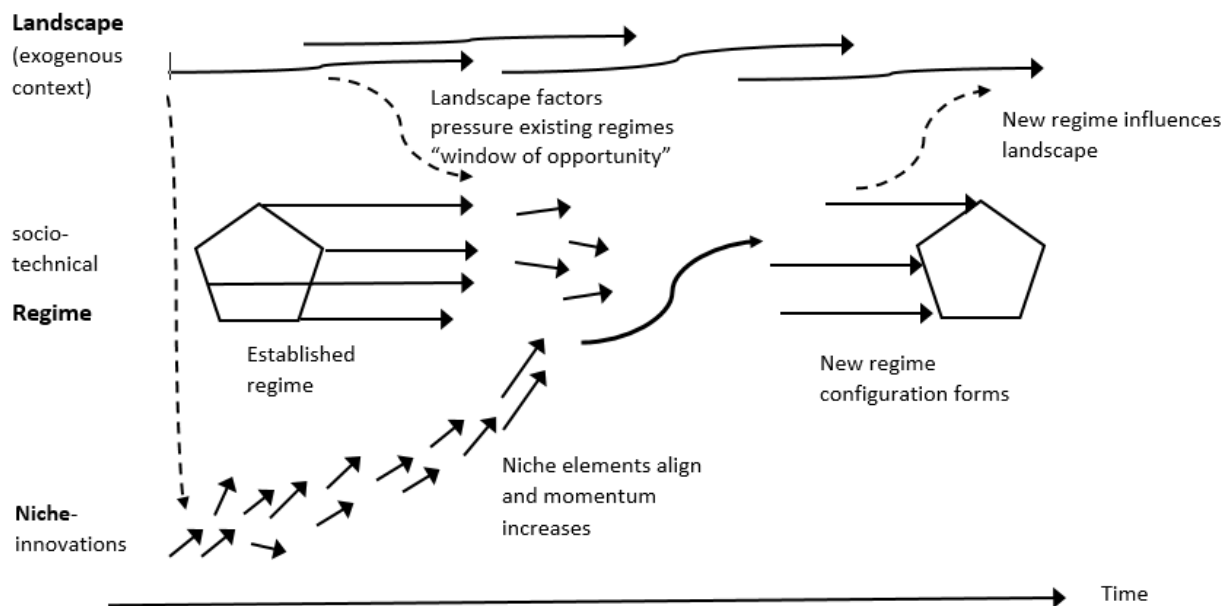 Landscape
(exogenous
context)
Landscape factors
pressure existing regimes
“window of opportunity”
New regime influences
landscape
socio-
technical
Regime
Established
regime
New regime
configuration forms
Niche elements align
and momentum
increases
Niche-
innovations
Time